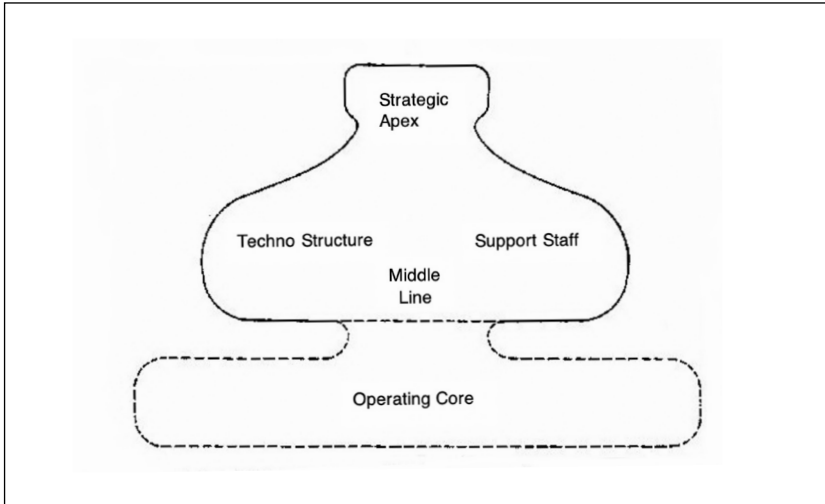 Strategic
Apex
Techno Structure
Support Staff
Middle
Line
Operating Core